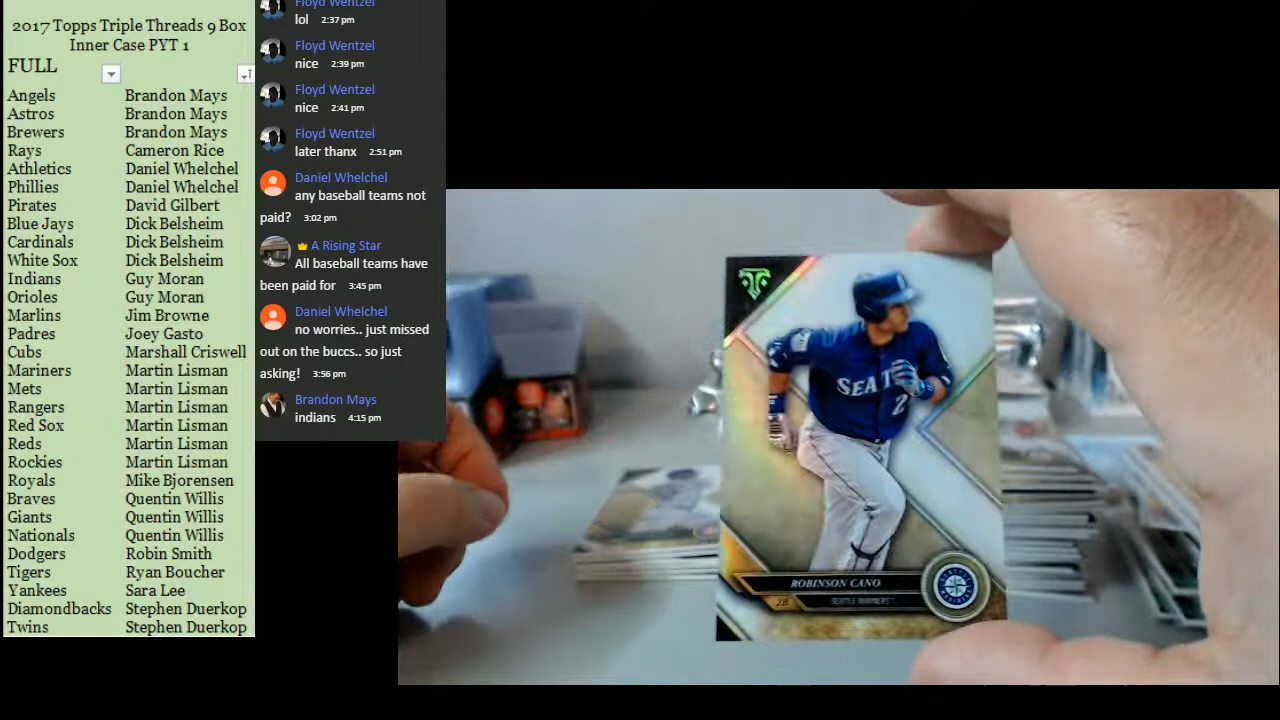 2017 Topps Triple Threads 9 Box
Inner Case PYT 1
FULL
Angels Brandon Mays
Astros Brandon Mays
Brewers Brandon Mays
Rays Cameron Rice
Athletics Daniel Whelchel
Phillies Daniel Whelchel
Pirates David Gilbert
Blue Jays Dick Belsheim
Cardinals Dick Belsheim
White Sox Dick Belsheim
Indians Guy Moran
Orioles Guy Moran
Marlins Jim Browne
Padres Joey Gasto
Cubs Marshall Criswell
Mariners Martin Lisman
Mets Martin Lisman
Rangers Martin Lisman
Red Sox Martin Lisman
Reds Martin Lisman
Rockies Martin Lisman
Royals Mike Bjorensen
Braves Quentin Willis
Giants Quentin Willis
Nationals Quentin Willis
Dodgers Robin Smith
Tigers Ryan Boucher
Yankees Sara Lee
Diamondbacks Stephen Duerkop
Twins Stephen Duerkop
Floyd Wentzel
lol 2:37 pm
Floyd Wentzel
nice 2:39 pm
Floyd Wentzel
nice 2:41 pm
Floyd Wentzel
later thanx 2:51 pm
Daniel Whelchel
any baseball teams not
paid? 3:02 pm
A Rising Star
All baseball teams have
been paid for 3:45 pm
Daniel Whelchel
no worries.. just missed
out on the buccs.. so just
asking! 3:56 pm
Brandon Mays
indians 4:15 pm
SEAT
2
ROBINSON CANO
2B SEATTLE MARINERS